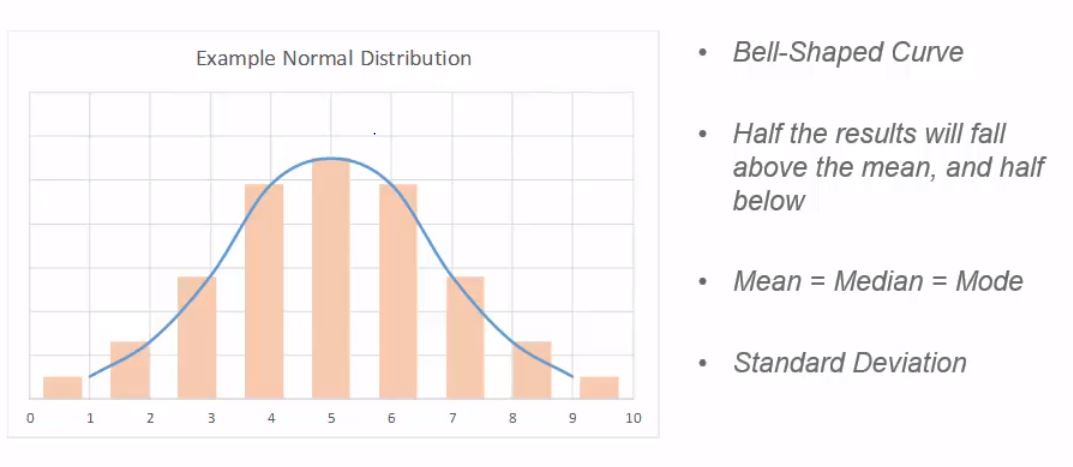 Example Normal Distribution
0 1 2 3 4 5 6 7 8 9 10
• Bell-Shaped Curve
• Half the results will fall
above the mean, and half
below
• Mean = Median = Mode
• Standard Deviation